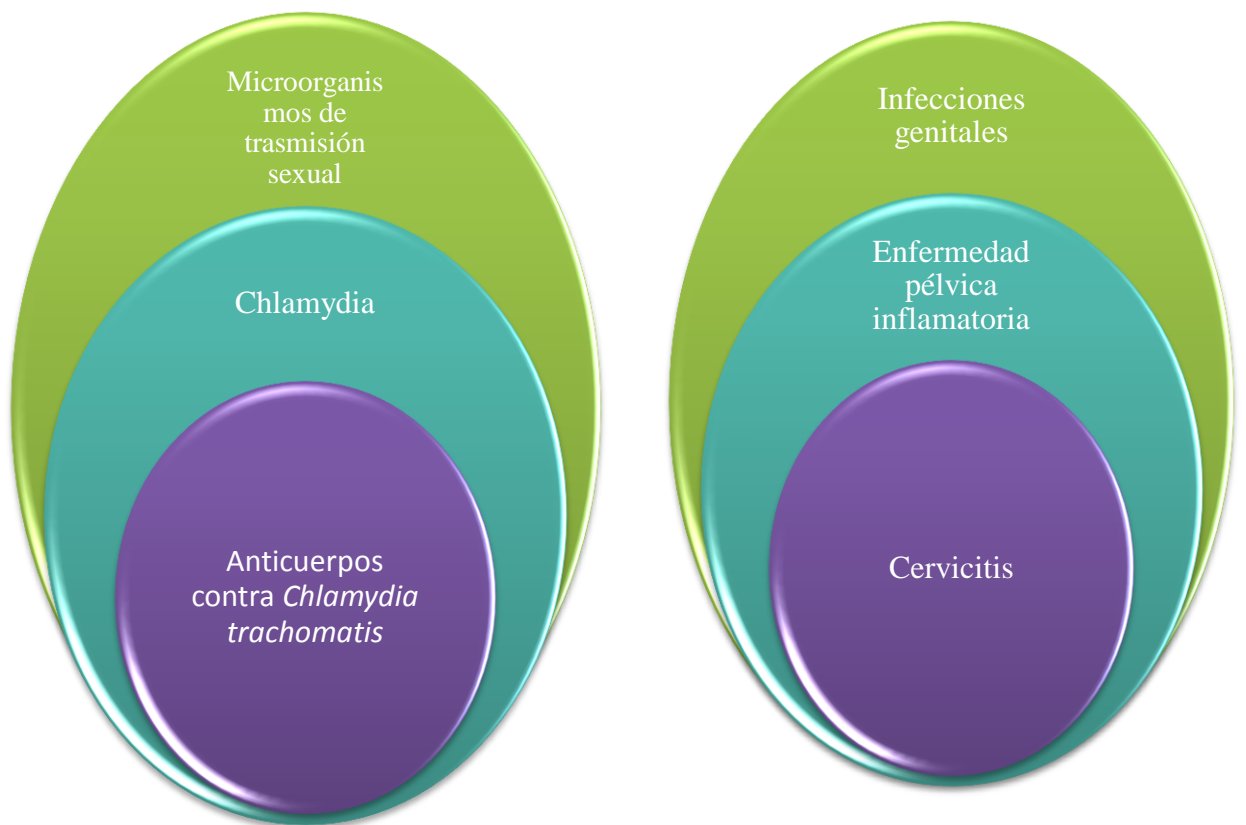 Microorganis
mos de
trasmisión
sexual
Chlamydia
Anticuerpos
contra Chlamydia
trachomatis
Infecciones
genitales
Enfermedad
pélvica
inflamatoria
Cervicitis